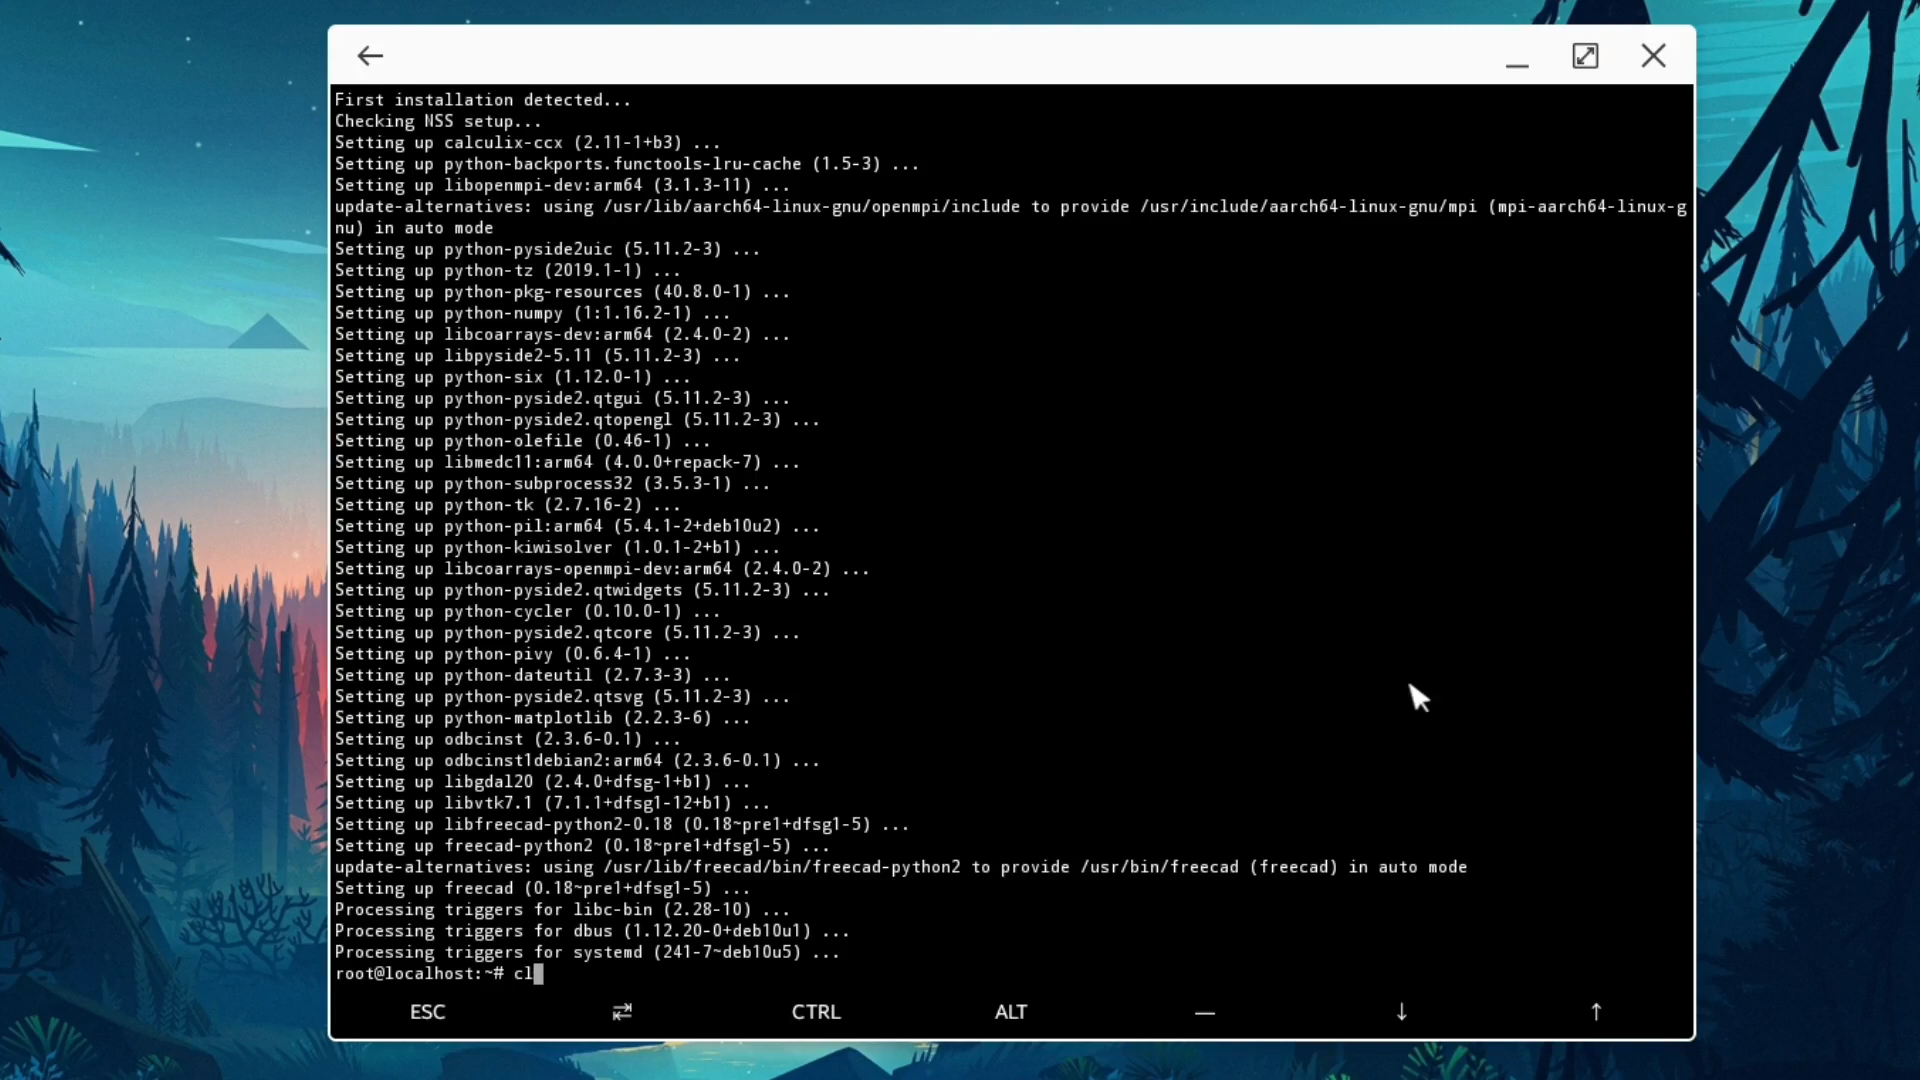 First installation detected...
Checking NSS setup...
Setting up calculix-ccx (2.11-1+b3) ...
Setting up python-backports.functools-lru-cache (1.5-3) ...
Setting up libopenmpi-dev:arm64 (3.1.3-11) ...
update-alternatives: using /usr/lib/aarch64-linux-gnu/openmpi/include to provide /usr/include/aarch64-linux-gnu/mpi (mpi-aarch64-linux-g
nu) in auto mode
Setting up python-pyside2uic (5.11.2-3) ...
Setting up python-tz (2019.1-1) ...
Setting up python-pkg-resources (40.8.0-1) ...
Setting up python-numpy (1:1.16.2-1) ...
Setting up libcoarrays-dev:arm64 (2.4.0-2) ...
Setting up libpyside2-5.11 (5.11.2-3) ...
Setting up python-six (1.12.0-1) ...
Setting up python-pyside2.qtgui (5.11.2-3) ...
Setting up python-pyside2.qtopengl (5.11.2-3) ...
Setting up python-olefile (0.46-1) ...
Setting up libmedc11:arm64 (4.0.0+repack-7) ...
Setting up python-subprocess32 (3.5.3-1) ...
Setting up python-tk (2.7.16-2) ...
Setting up python-pil:arm64 (5.4.1-2+deb10u2) ...
Setting up python-kiwisolver (1.0.1-2+b1) ...
Setting up libcoarrays-openmpi-dev:arm64 (2.4.0-2) ...
Setting up python-pyside2.qtwidgets (5.11.2-3) ...
Setting up python-cycler (0.10.0-1) ...
Setting up python-pyside2.qtcore (5.11.2-3) ...
Setting up python-pivy (0.6.4-1) ...
Setting up python-dateutil (2.7.3-3) ...
Setting up python-pyside2.qtsvg (5.11.2-3) ...
Setting up python-matplotlib (2.2.3-6) ...
Setting up odbcinst (2.3.6-0.1) ...
Setting up odbcinst1debian2:arm64 (2.3.6-0.1) ...
Setting up libgdal20 (2.4.0+dfsg-1+b1) ...
Setting up libvtk7.1 (7.1.1+dfsg1-12+b1) ...
Setting up libfreecad-python2-0.18 (0.18~pre1+dfsg1-5) ...
Setting up freecad-python2 (0.18~pre1+dfsg1-5) ...
update-alternatives: using /usr/lib/freecad/bin/freecad-python2 to provide /usr/bin/freecad (freecad) in auto mode
Setting up freecad (0.18~pre1+dfsg1-5) ...
Processing triggers for libc-bin (2.28-10) ...
Processing triggers for dbus (1.12.20-0+deb10u1) ...
Processing triggers for systemd (241-7~deb10u5) ...
root@localhost:~# cl
ESC ⇄ CTRL ALT — ↓ ↑